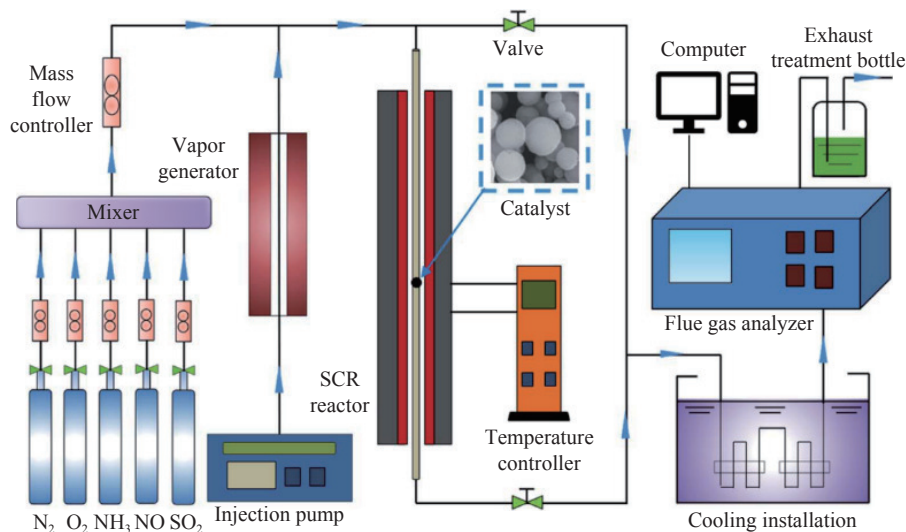 Valve
Computer
Exhaust
treatment bottle
Mass
flow controller
Vapor
generator
Mixer
Catalyst
Flue gas analyzer
SCR
reactor
Temperature
controller
N₂ O₂ NH₃ NO SO₂
Injection pump
Cooling installation